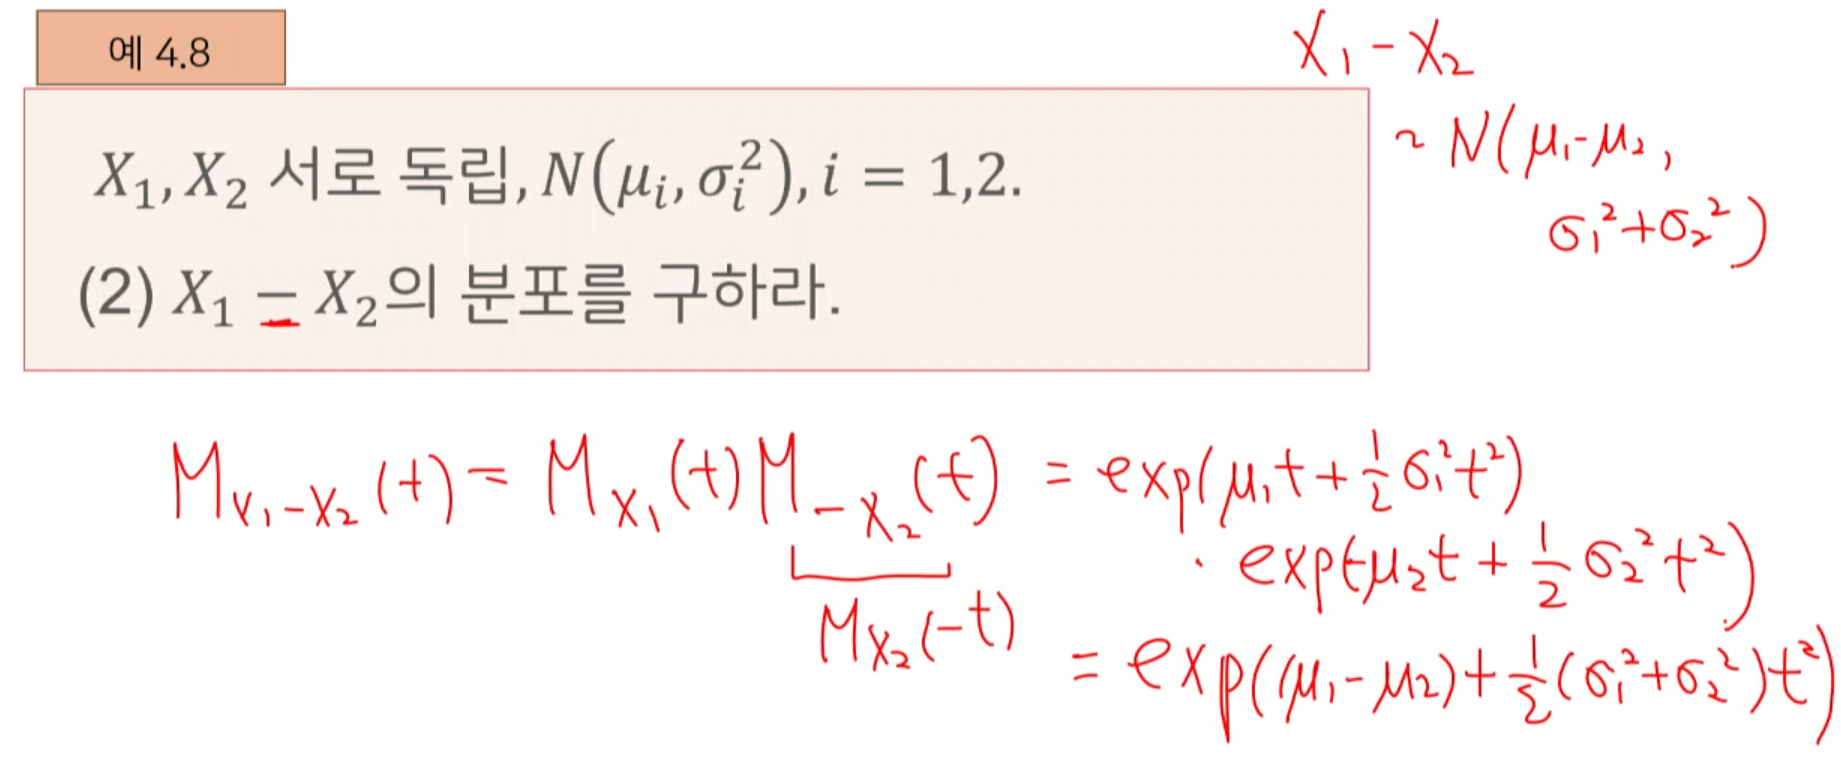 예 4.8
X₁, X₂ 서로 독립, N(μᵢ, σᵢ²), i = 1,2.
(2) X₁ − X₂의 분포를 구하라.
X₁ − X₂
~ N(μ₁−μ₂,
σ₁²+σ₂²)
M_{X₁−X₂}(t) = M_{X₁}(t) M_{−X₂}(t) = exp(μ₁t + ½σ₁²t²)
· exp(−μ₂t + ½σ₂²t²)
M_{X₂}(−t)
= exp((μ₁−μ₂) + ½(σ₁²+σ₂²)t²)